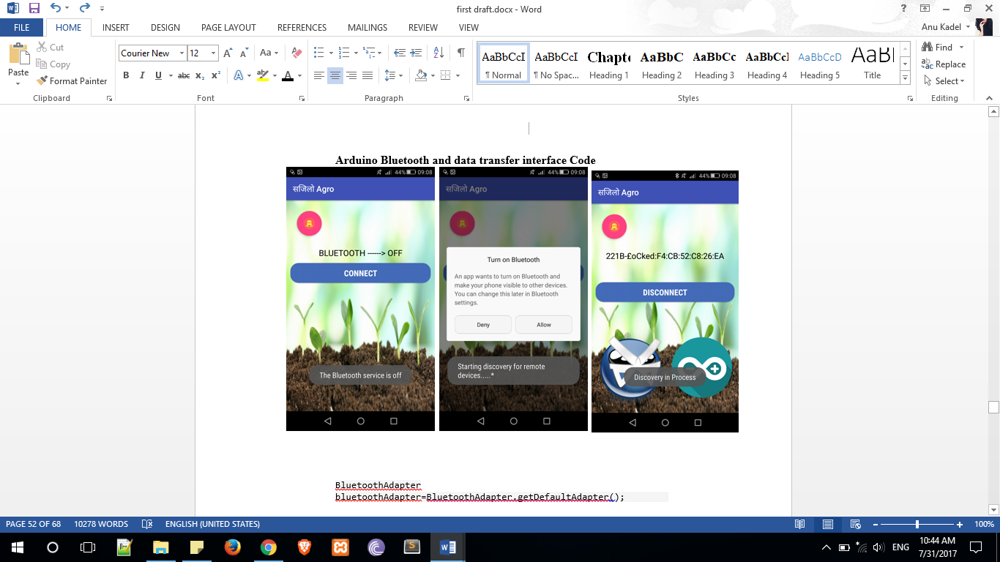 first draft.docx - Word
FILE
HOME
INSERT
DESIGN
PAGE LAYOUT
REFERENCES
MAILINGS
REVIEW
VIEW
Anu Kadel
Paste
Cut
Copy
Format Painter
Clipboard
Courier New
12
Aa
B I U abc x₂ x²
A A
Font
Paragraph
AaBbCcI
¶ Normal
AaBbCcI
¶ No Spac...
Chapte
Heading 1
AaBbC
Heading 2
AaBbCc
Heading 3
AaBbCcI
Heading 4
AaBbCcD
Heading 5
AaBl
Title
Styles
Find
Replace
Select
Editing
Arduino Bluetooth and data transfer interface Code
44% 09:08
सजिलो Agro
BLUETOOTH ------> OFF
CONNECT
The Bluetooth service is off
44% 09:08
सजिलो Agro
Turn on Bluetooth
An app wants to turn on Bluetooth and
make your phone visible to other devices.
You can change this later in Bluetooth
settings.
Deny
Allow
Starting discovery for remote
devices.....*
44% 09:08
सजिलो Agro
221B-£oCked:F4:CB:52:C8:26:EA
DISCONNECT
Discovery in Process
BluetoothAdapter
bluetoothAdapter=BluetoothAdapter.getDefaultAdapter();
PAGE 52 OF 68
10278 WORDS
ENGLISH (UNITED STATES)
100%
ENG
10:44 AM
7/31/2017